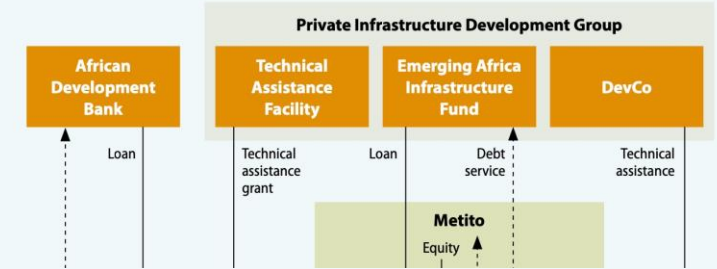 Private Infrastructure Development Group
African
Development
Bank
Technical
Assistance
Facility
Emerging Africa
Infrastructure
Fund
DevCo
Loan
Technical
assistance
grant
Loan
Debt
service
Technical
assistance
Metito
Equity